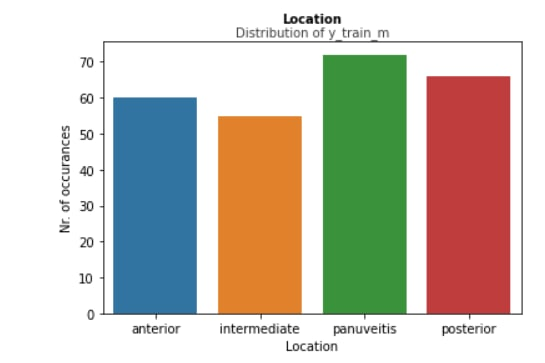 Location
Distribution of y_train_m
70
60
50
40
30
20
10
0
Nr. of occurances
anterior intermediate panuveitis posterior
Location